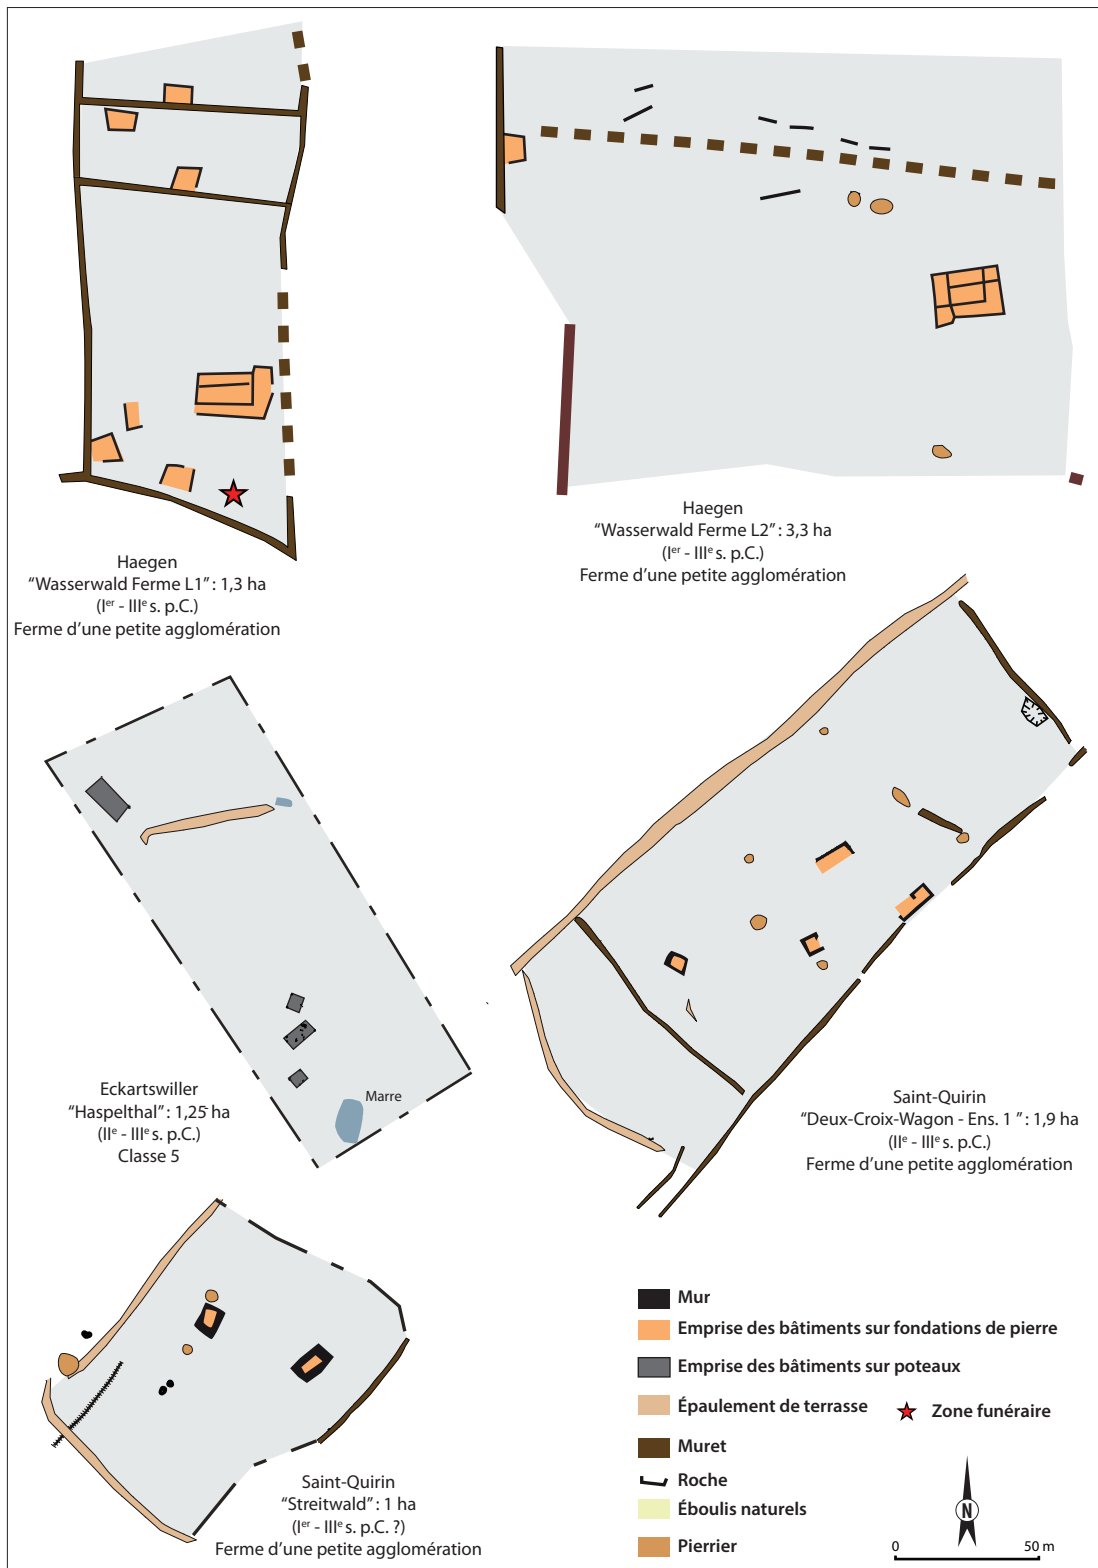 Haegen
“Wasserwald Ferme L1” : 1,3 ha
(Ier - IIIe s. p.C.)
Ferme d’une petite agglomération
Haegen
“Wasserwald Ferme L2” : 3,3 ha
(Ier - IIIe s. p.C.)
Ferme d’une petite agglomération
Eckartswiller
“Haspelthal” : 1,25 ha
(IIe - IIIe s. p.C.)
Classe 5
Marre
Saint-Quirin
“Deux-Croix-Wagon - Ens. 1 ” : 1,9 ha
(IIe - IIIe s. p.C.)
Ferme d’une petite agglomération
Saint-Quirin
“Streitwald” : 1 ha
(Ier - IIIe s. p.C. ?)
Ferme d’une petite agglomération
Mur
Emprise des bâtiments sur fondations de pierre
Emprise des bâtiments sur poteaux
Épaulement de terrasse
Zone funéraire
Muret
Roche
Éboulis naturels
Pierrier
N
0 50 m